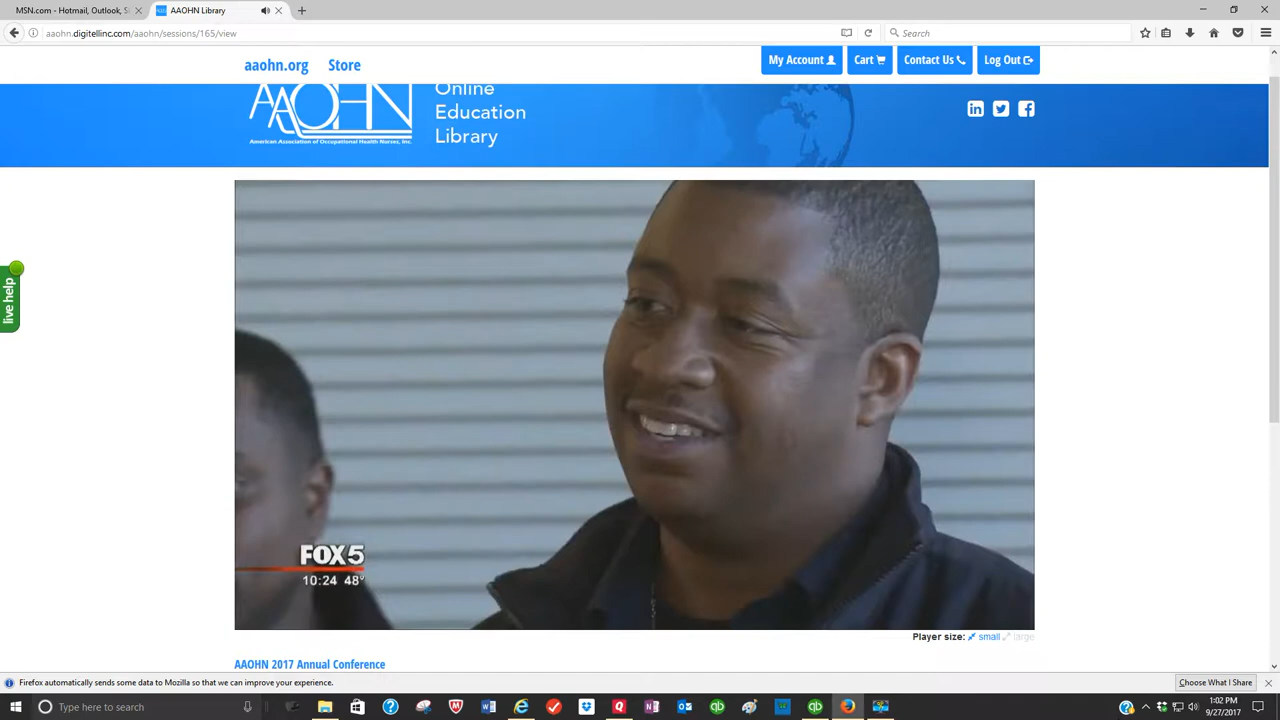 MSN.com - Hotmail, Outlook, S
AAOHN Library
aaohn.digitellinc.com/aaohn/sessions/165/view
Search
aaohn.org
Store
My Account
Cart
Contact Us
Log Out
AAOHN
American Association of Occupational Health Nurses, Inc.
Online
Education
Library
live help
FOX 5
10:24 48°
Player size: small large
AAOHN 2017 Annual Conference
Firefox automatically sends some data to Mozilla so that we can improve your experience.
Choose What I Share
Type here to search
1:02 PM
9/27/2017